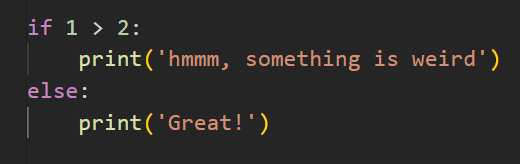 if 1 > 2:
    print('hmmm, something is weird')
else:
    print('Great!')